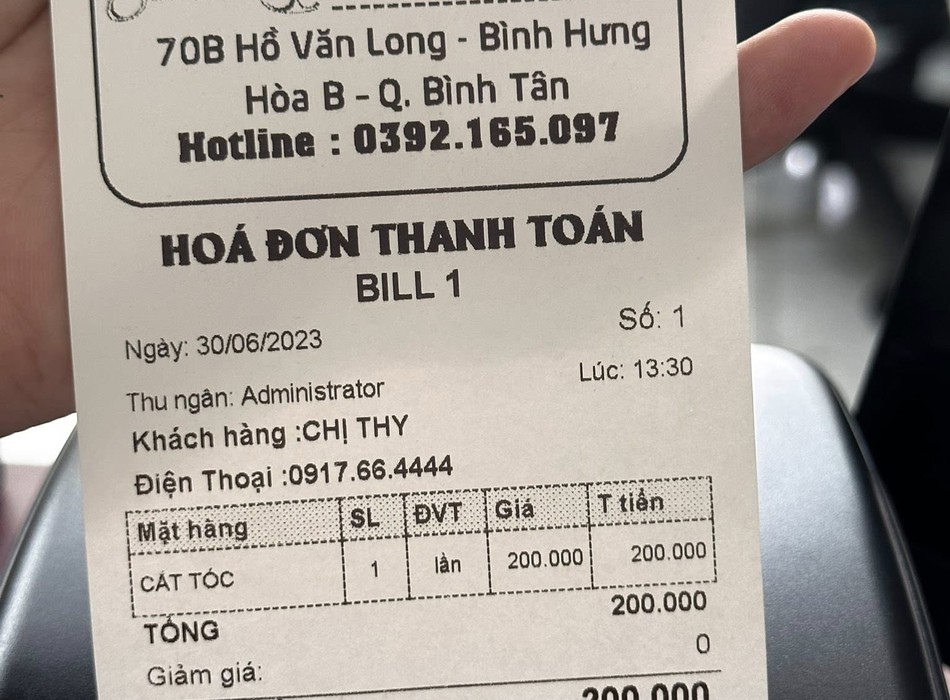 70B Hồ Văn Long - Bình Hưng
Hòa B - Q. Bình Tân
Hotline : 0392.165.097
HOÁ ĐƠN THANH TOÁN
BILL 1
Số: 1
Ngày: 30/06/2023
Lúc: 13:30
Thu ngân: Administrator
Khách hàng :CHỊ THY
Điện Thoại :0917.66.4444
Mặt hàng SL ĐVT Giá T tiền
CẮT TÓC 1 lần 200.000 200.000
TỔNG 200.000
Giảm giá: 0
200.000